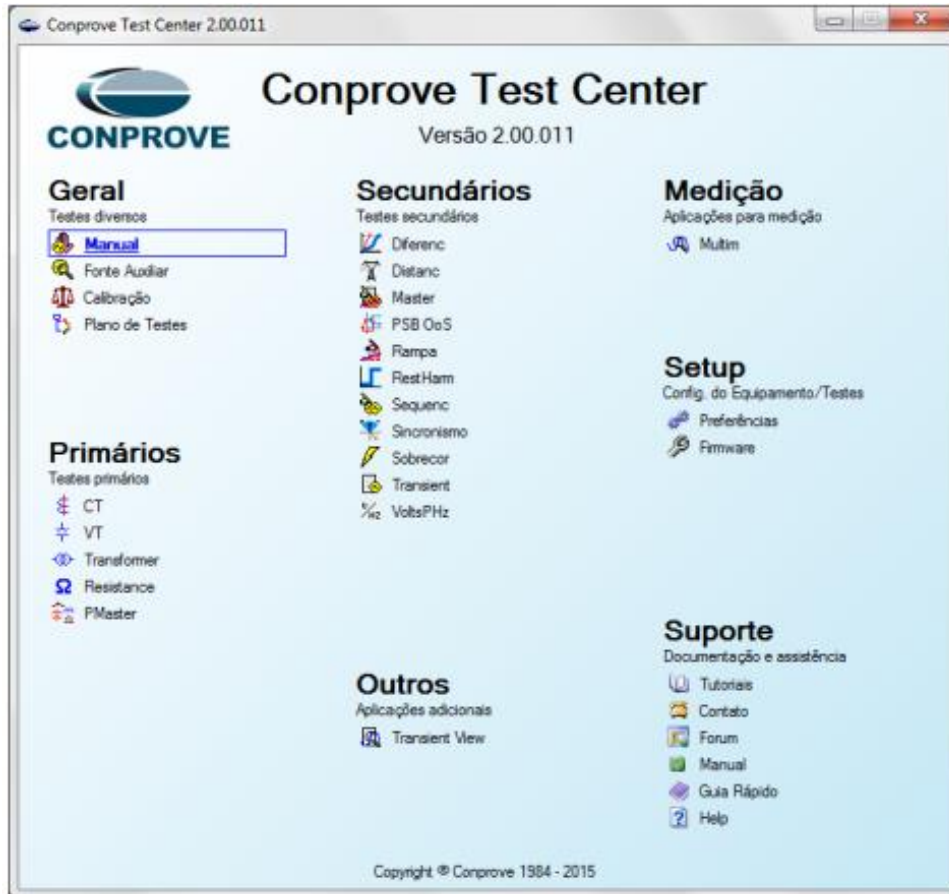 Conprove Test Center 2.00.011
CONPROVE
Conprove Test Center
Versão 2.00.011
Geral
Testes diversos
Manual
Fonte Auxiliar
Calibração
Plano de Testes
Primários
Testes primários
CT
VT
Transformer
Resistance
PMaster
Secundários
Testes secundários
Diferenc
Distanc
Master
PSB OoS
Rampa
RestHarm
Sequenc
Sincronismo
Sobrecor
Transient
VoltsPHz
Outros
Aplicações adicionais
Transient View
Medição
Aplicações para medição
Multim
Setup
Config. do Equipamento/Testes
Preferências
Firmware
Suporte
Documentação e assistência
Tutoriais
Contato
Forum
Manual
Guia Rápido
Help
Copyright ® Conprove 1984 - 2015